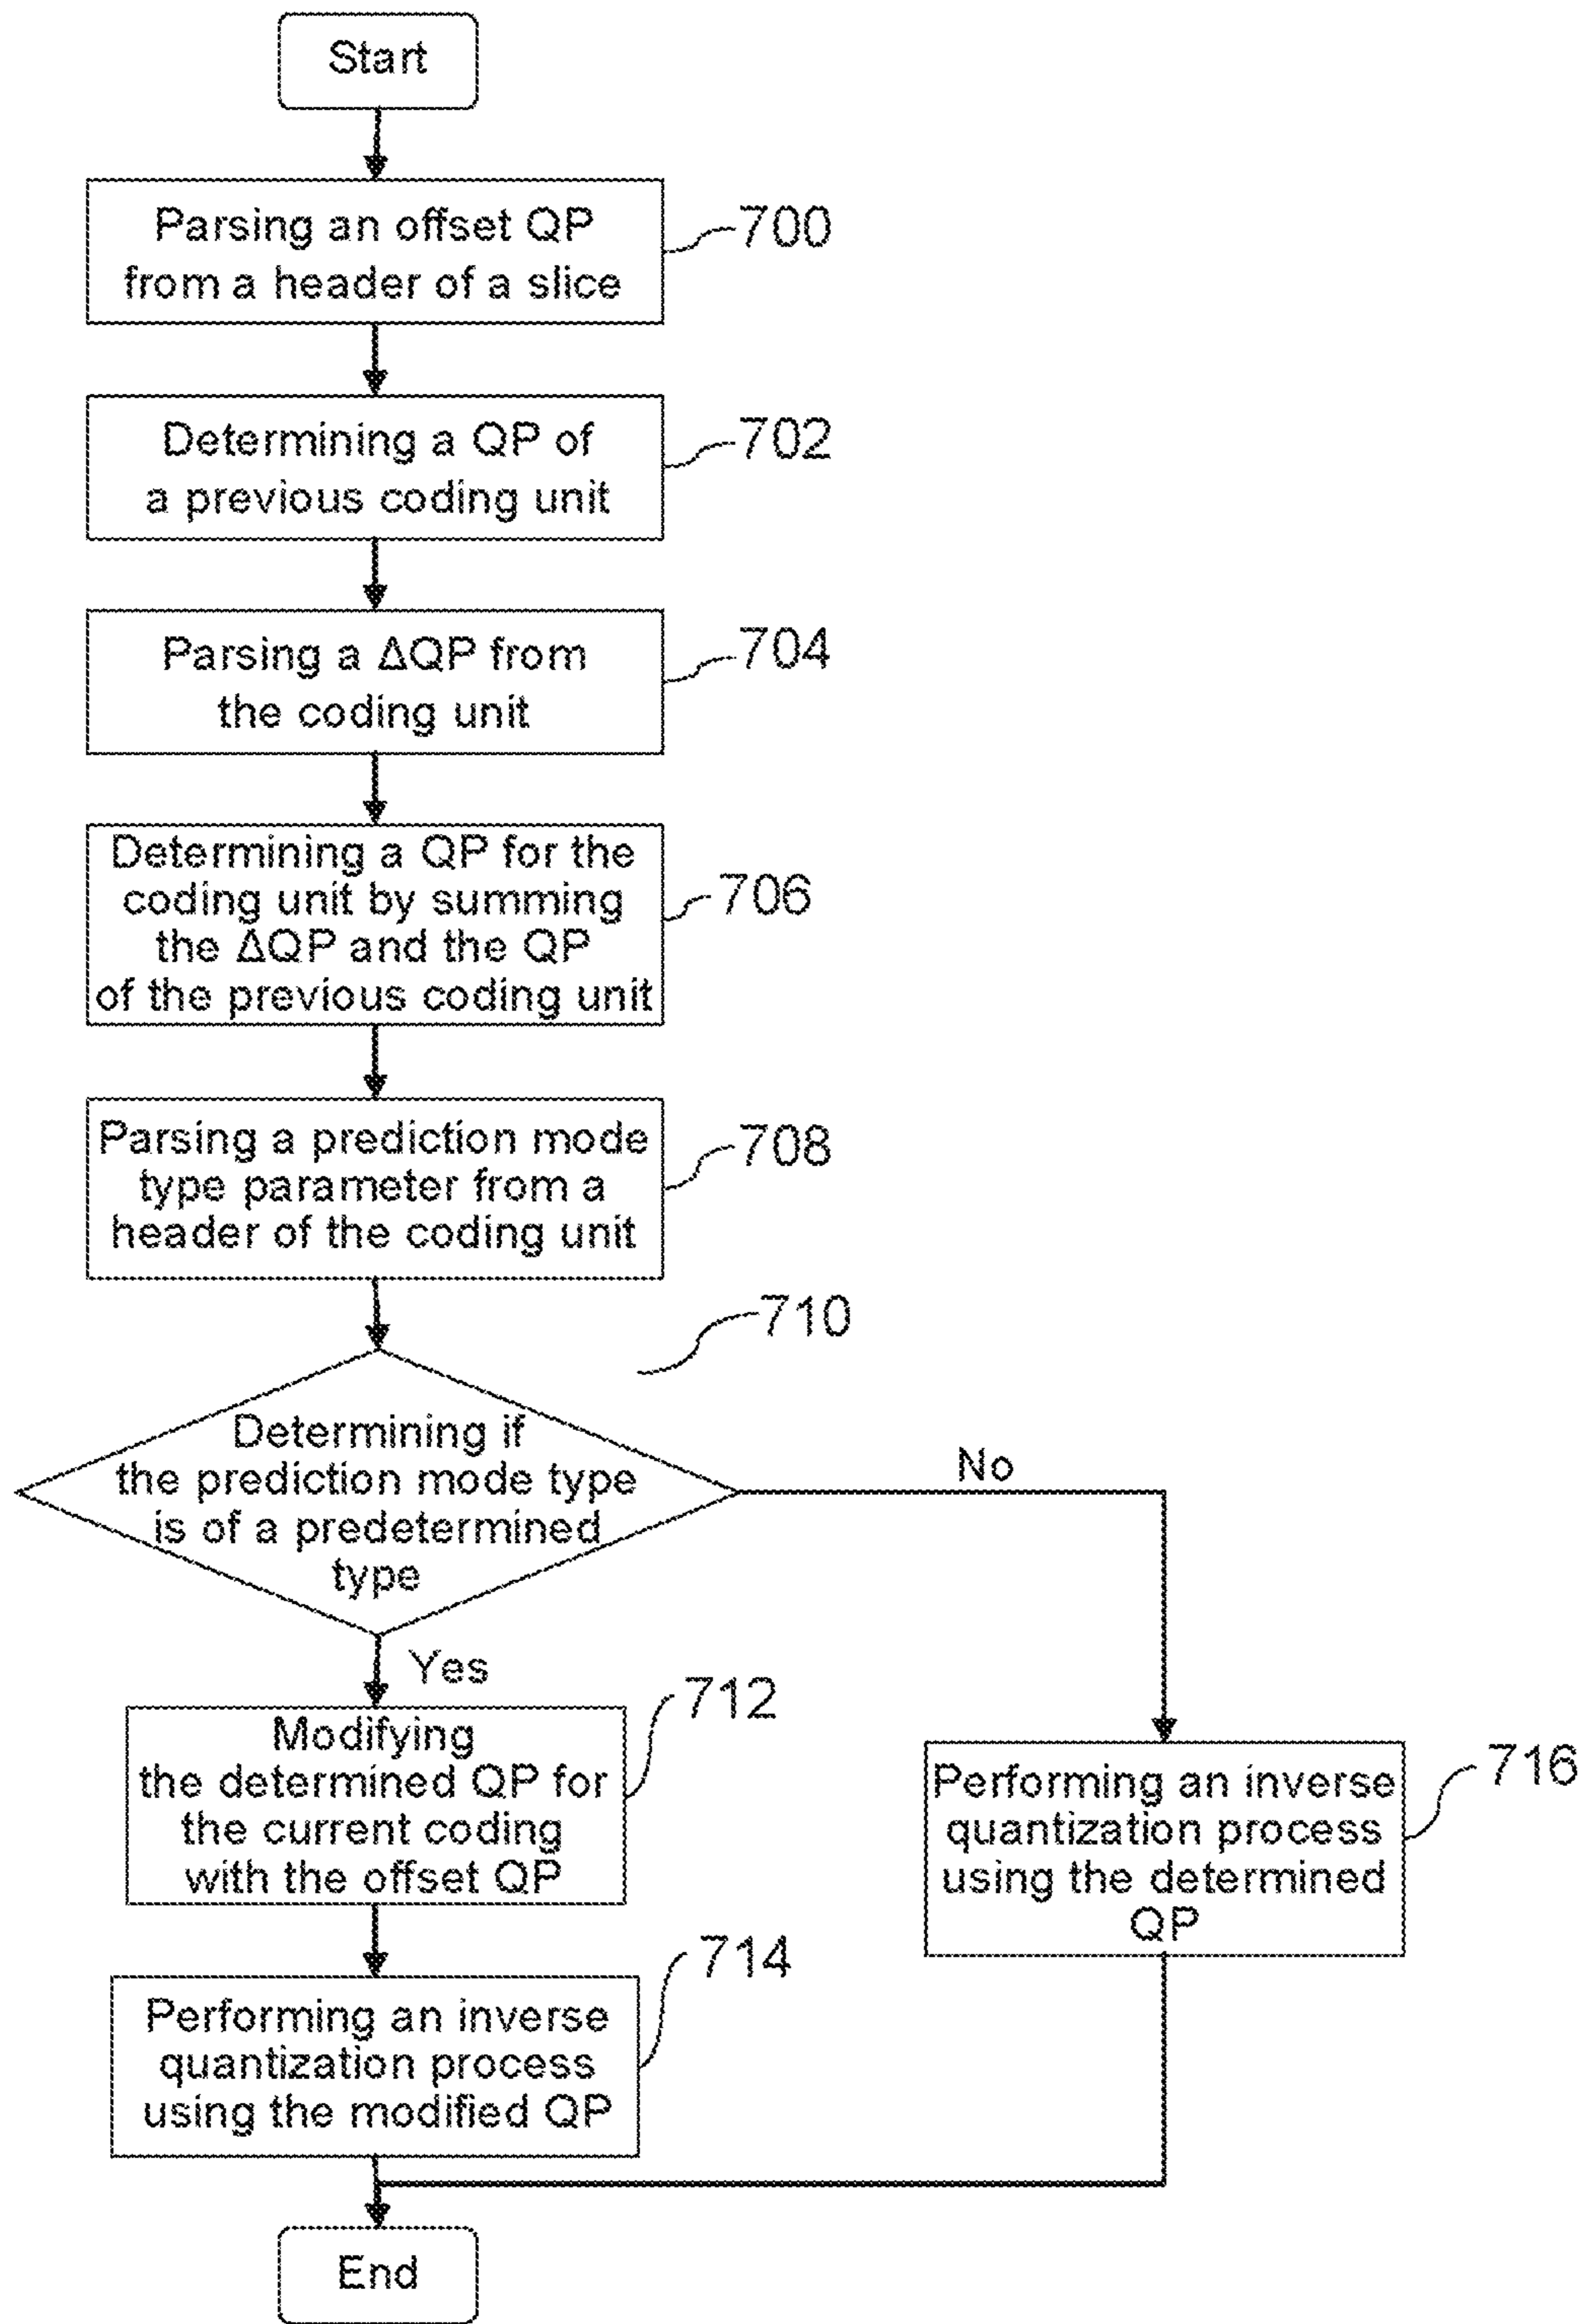 Start
Parsing an offset QP
from a header of a slice
700
Determining a QP of
a previous coding unit
702
Parsing a ΔQP from
the coding unit
704
Determining a QP for the
coding unit by summing
the ΔQP and the QP
of the previous coding unit
706
Parsing a prediction mode
type parameter from a
header of the coding unit
708
710
Determining if
the prediction mode type
is of a predetermined
type
No
Yes
Modifying
the determined QP for
the current coding
with the offset QP
712
Performing an inverse
quantization process
using the determined
QP
716
Performing an inverse
quantization process
using the modified QP
714
End